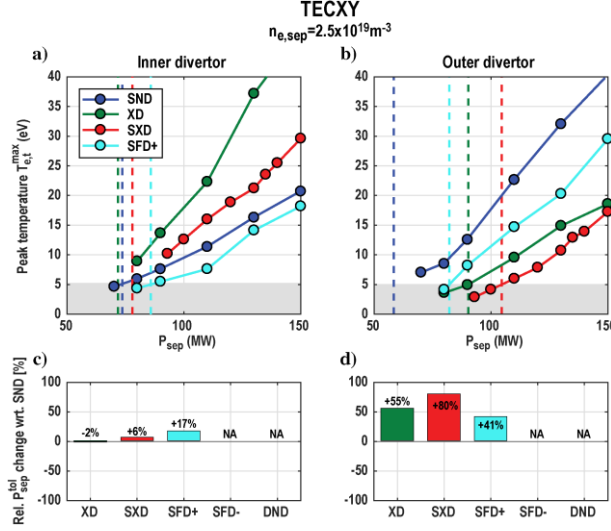 TECXY
n_e,sep=2.5x10^19 m^-3
a) Inner divertor
b) Outer divertor
Peak temperature T_e,t^max (eV)
40
35
30
25
20
15
10
5
0
SND
XD
SXD
SFD+
50 100 150
P_sep (MW)
40
35
30
25
20
15
10
5
0
50 100 150
P_sep (MW)
c)
d)
Rel. P_sep^tol change wrt. SND [%]
100
50
0
-50
-100
-2% +6% +17% NA NA
XD SXD SFD+ SFD- DND
100
50
0
-50
-100
+55% +80% +41% NA NA
XD SXD SFD+ SFD- DND